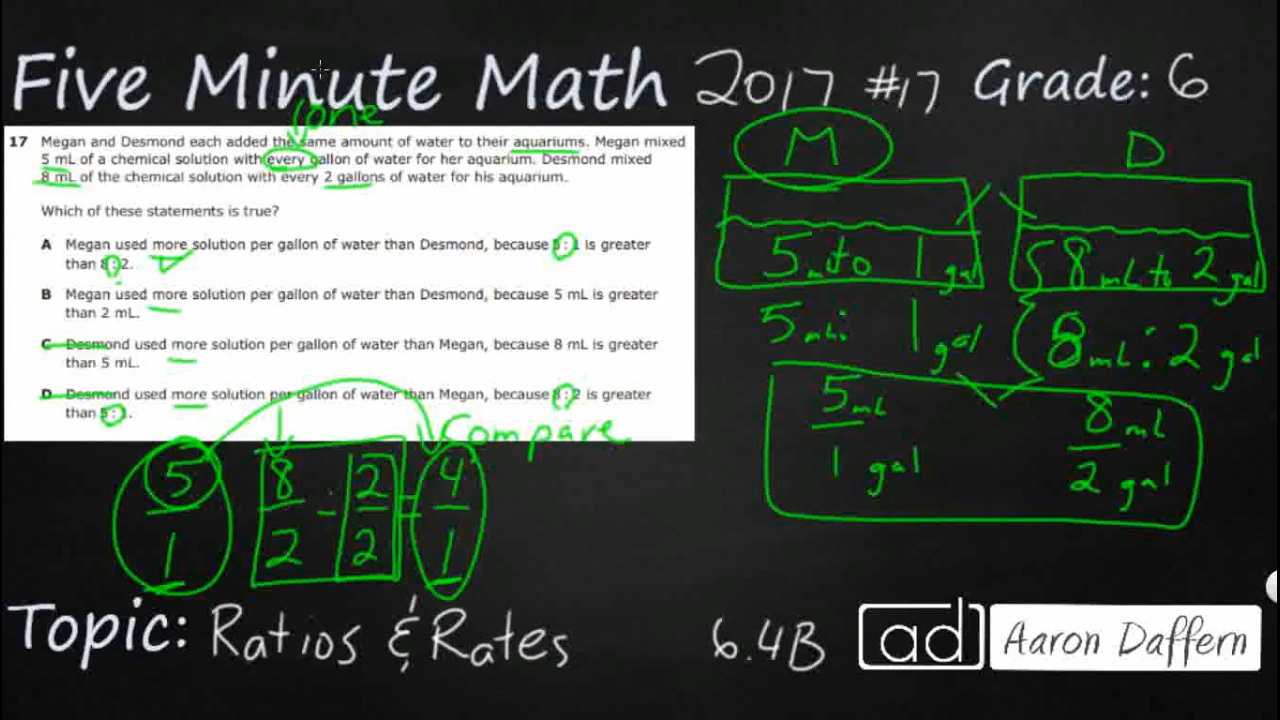 Five Minute Math 2017 #17 Grade: 6
(one
17 Megan and Desmond each added the same amount of water to their aquariums. Megan mixed
5 mL of a chemical solution with every gallon of water for her aquarium. Desmond mixed
8 mL of the chemical solution with every 2 gallons of water for his aquarium.
Which of these statements is true?
A Megan used more solution per gallon of water than Desmond, because 5:1 is greater
than 8:2.
B Megan used more solution per gallon of water than Desmond, because 5 mL is greater
than 2 mL.
C Desmond used more solution per gallon of water than Megan, because 8 mL is greater
than 5 mL.
D Desmond used more solution per gallon of water than Megan, because 8:2 is greater
than 5:1.
M D
5 to 1 gal 8 mL to 2 gal
5 mL: 1 gal 8 mL: 2 gal
5 mL 8 mL
1 gal 2 gal
Compare
5 8 ÷ 2 = 4
1 2 2 1
Topic: Ratios & Rates 6.4B ad Aaron Daffern